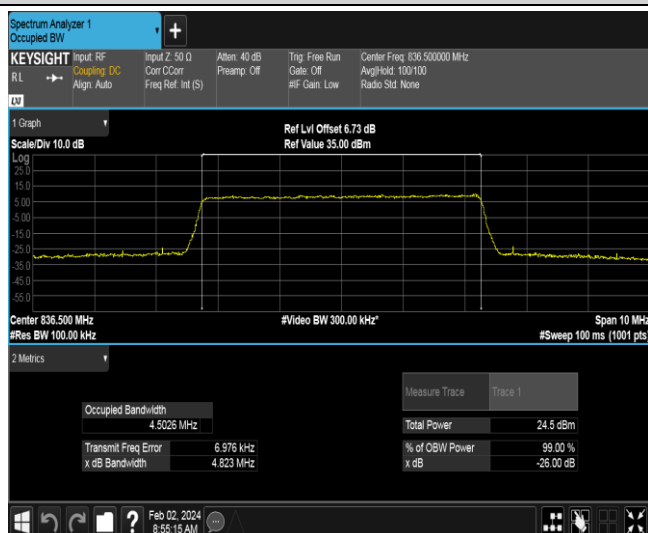 Spectrum Analyzer 1
Occupied BW
KEYSIGHT
RL
LXI
Input: RF
Coupling: DC
Align: Auto
Input Z: 50 Ω
Corr CCorr
Freq Ref: Int (S)
Atten: 40 dB
Preamp: Off
Trig: Free Run
Gate: Off
#IF Gain: Low
Center Freq: 836.500000 MHz
Avg|Hold: 100/100
Radio Std: None
1 Graph
Scale/Div 10.0 dB
Ref Lvl Offset 6.73 dB
Ref Value 35.00 dBm
Log
25.0
15.0
5.00
-5.00
-15.0
-25.0
-35.0
-45.0
-55.0
Center 836.500 MHz
#Res BW 100.00 kHz
#Video BW 300.00 kHz*
Span 10 MHz
#Sweep 100 ms (1001 pts)
2 Metrics
Measure Trace Trace 1
Occupied Bandwidth
4.5026 MHz
Total Power 24.5 dBm
Transmit Freq Error 6.976 kHz
% of OBW Power 99.00 %
x dB Bandwidth 4.823 MHz
x dB -26.00 dB
?
Feb 02, 2024
8:55:15 AM